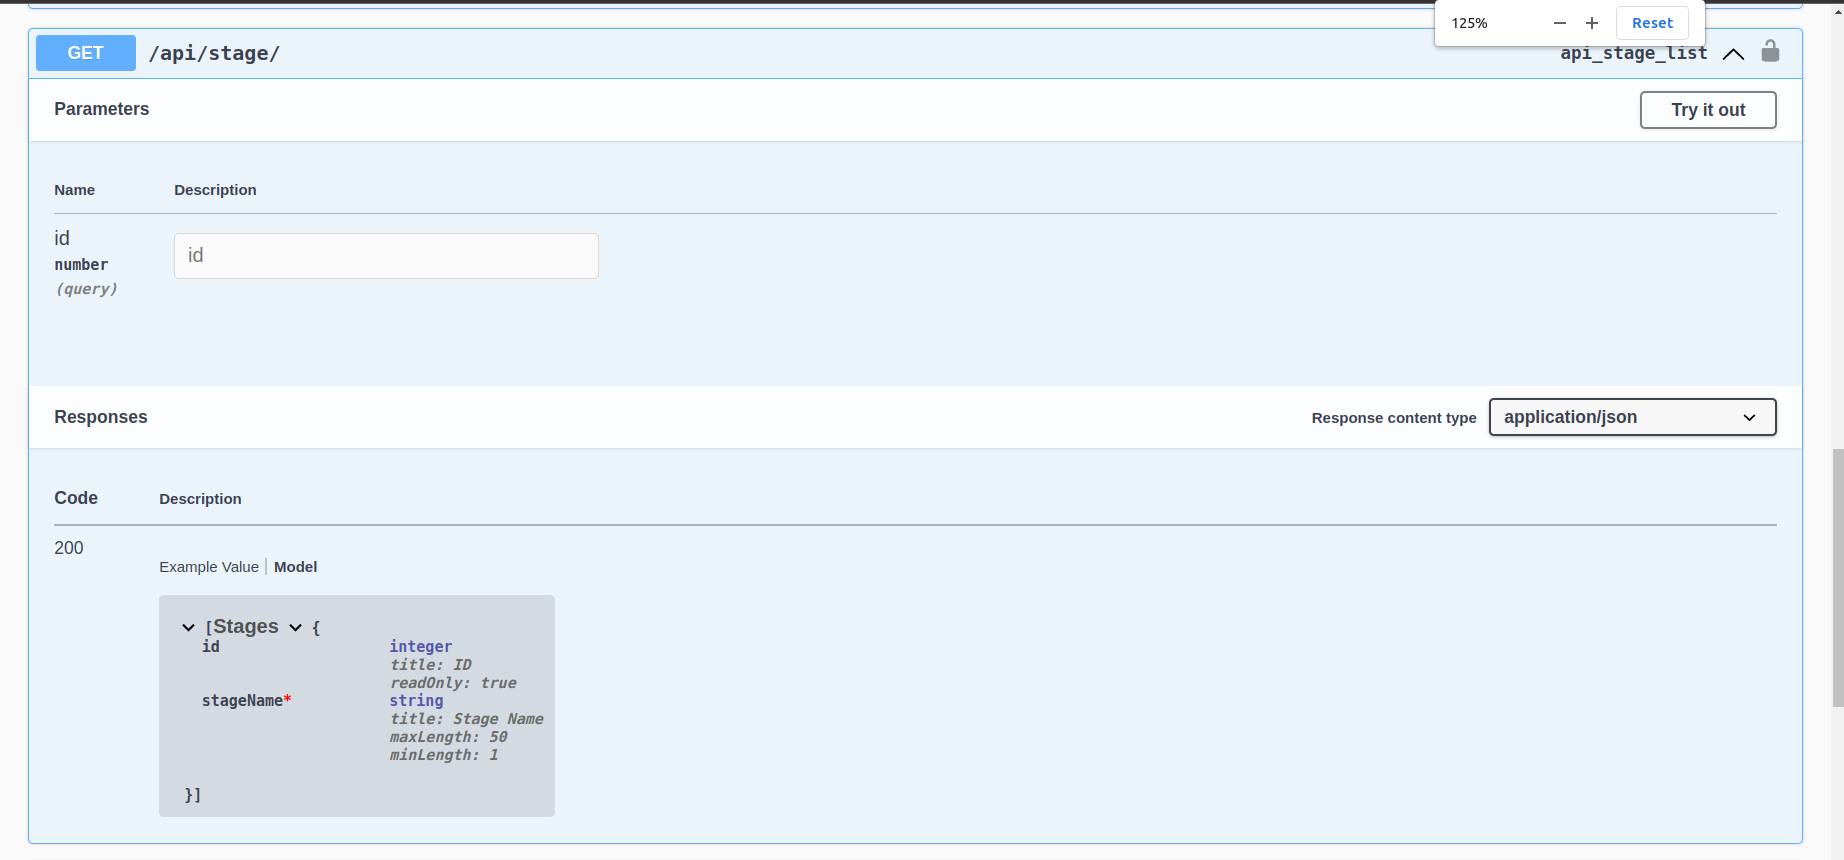 125%
Reset
GET /api/stage/ api_stage_list
Parameters
Try it out
Name Description
id
number
(query)
id
Responses
Response content type application/json
Code Description
200
Example Value Model
[Stages {
id integer
title: ID
readOnly: true
stageName* string
title: Stage Name
maxLength: 50
minLength: 1
}]